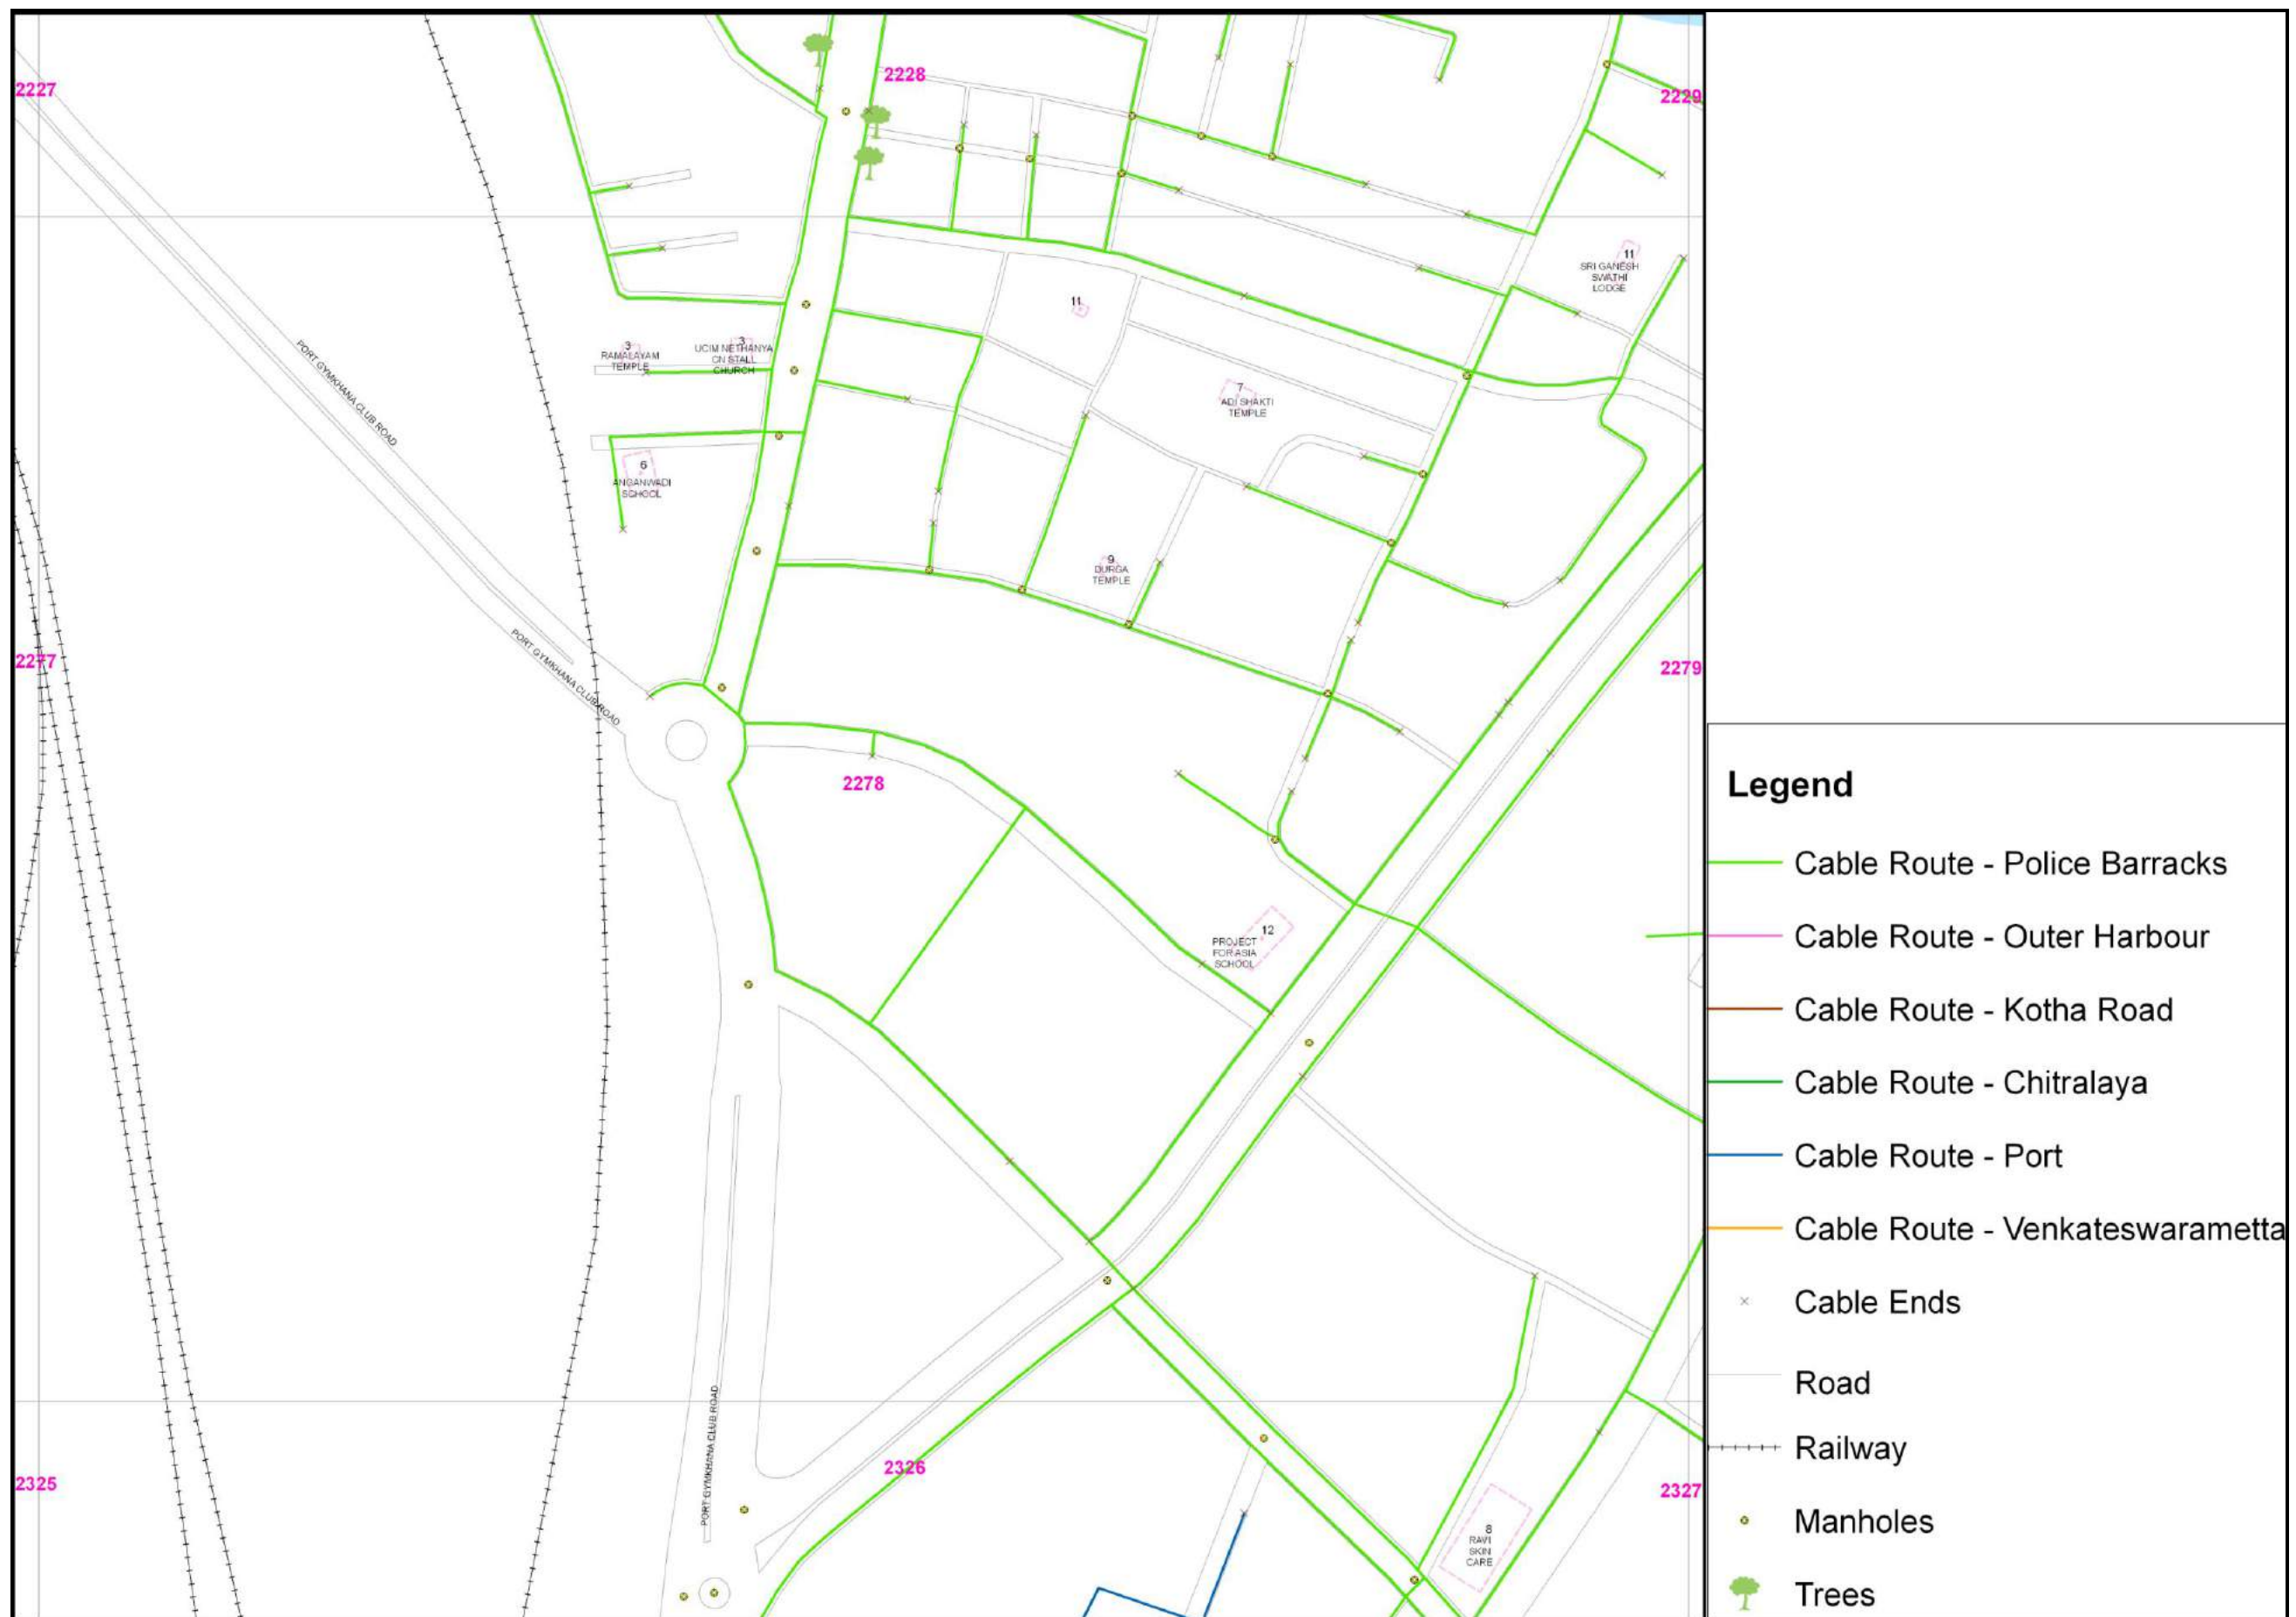 2228
2227
2229
11
SRI GANESH
SWATHI
LODGE
11
3
RAMALAYAM
TEMPLE
3
UCIM NETHANYA
CN STALL
CHURCH
PORT GYMKHANA CLUB ROAD
7
ADI SHAKTI
TEMPLE
6
ANGANWADI
SCHOOL
9
DURGA
TEMPLE
2277
2279
PORT GYMKHANA CLUB ROAD
2278
12
PROJECT
FOR ASIA
SCHOOL
PORT GYMKHANA CLUB ROAD
2326
2325
2327
8
RAVI
SKIN
CARE
Legend
Cable Route - Police Barracks
Cable Route - Outer Harbour
Cable Route - Kotha Road
Cable Route - Chitralaya
Cable Route - Port
Cable Route - Venkateswarametta
Cable Ends
Road
Railway
Manholes
Trees